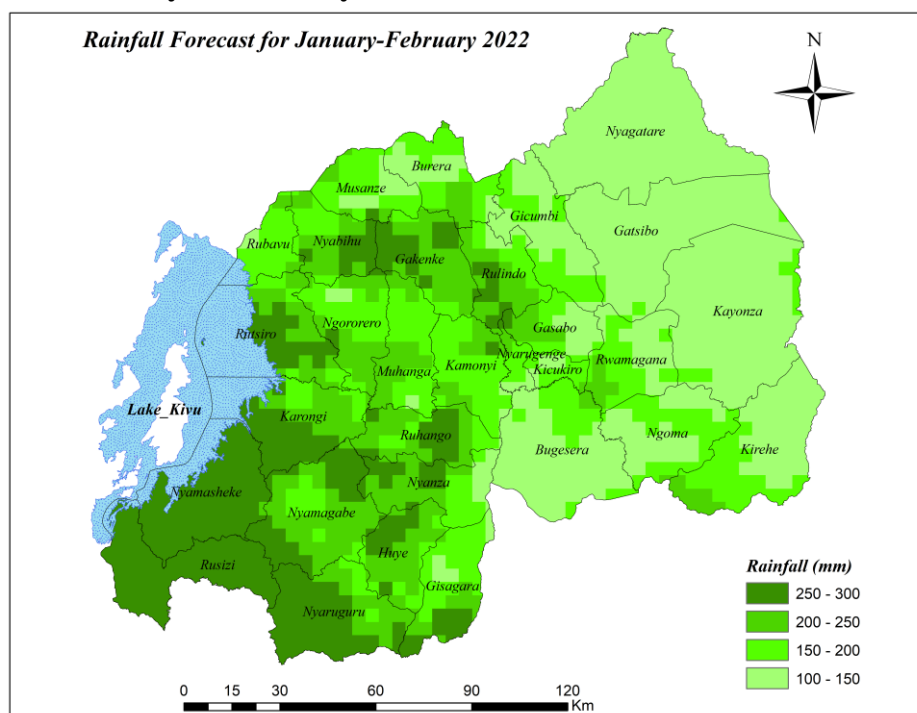 Rainfall Forecast for January-February 2022
N
Nyagatare
Burera
Musanze
Gicumbi
Gatsibo
Rubavu
Nyabihu
Gakenke
Rulindo
Kayonza
Rutsiro
Ngororero
Gasabo
Nyarugenge
Rwamagana
Kicukiro
Muhanga
Kamonyi
Lake_Kivu
Karongi
Ruhango
Ngoma
Bugesera
Kirehe
Nyamasheke
Nyanza
Nyamagabe
Huye
Rusizi
Gisagara
Nyaruguru
Rainfall (mm)
250 - 300
200 - 250
150 - 200
100 - 150
0 15 30 60 90 120
Km